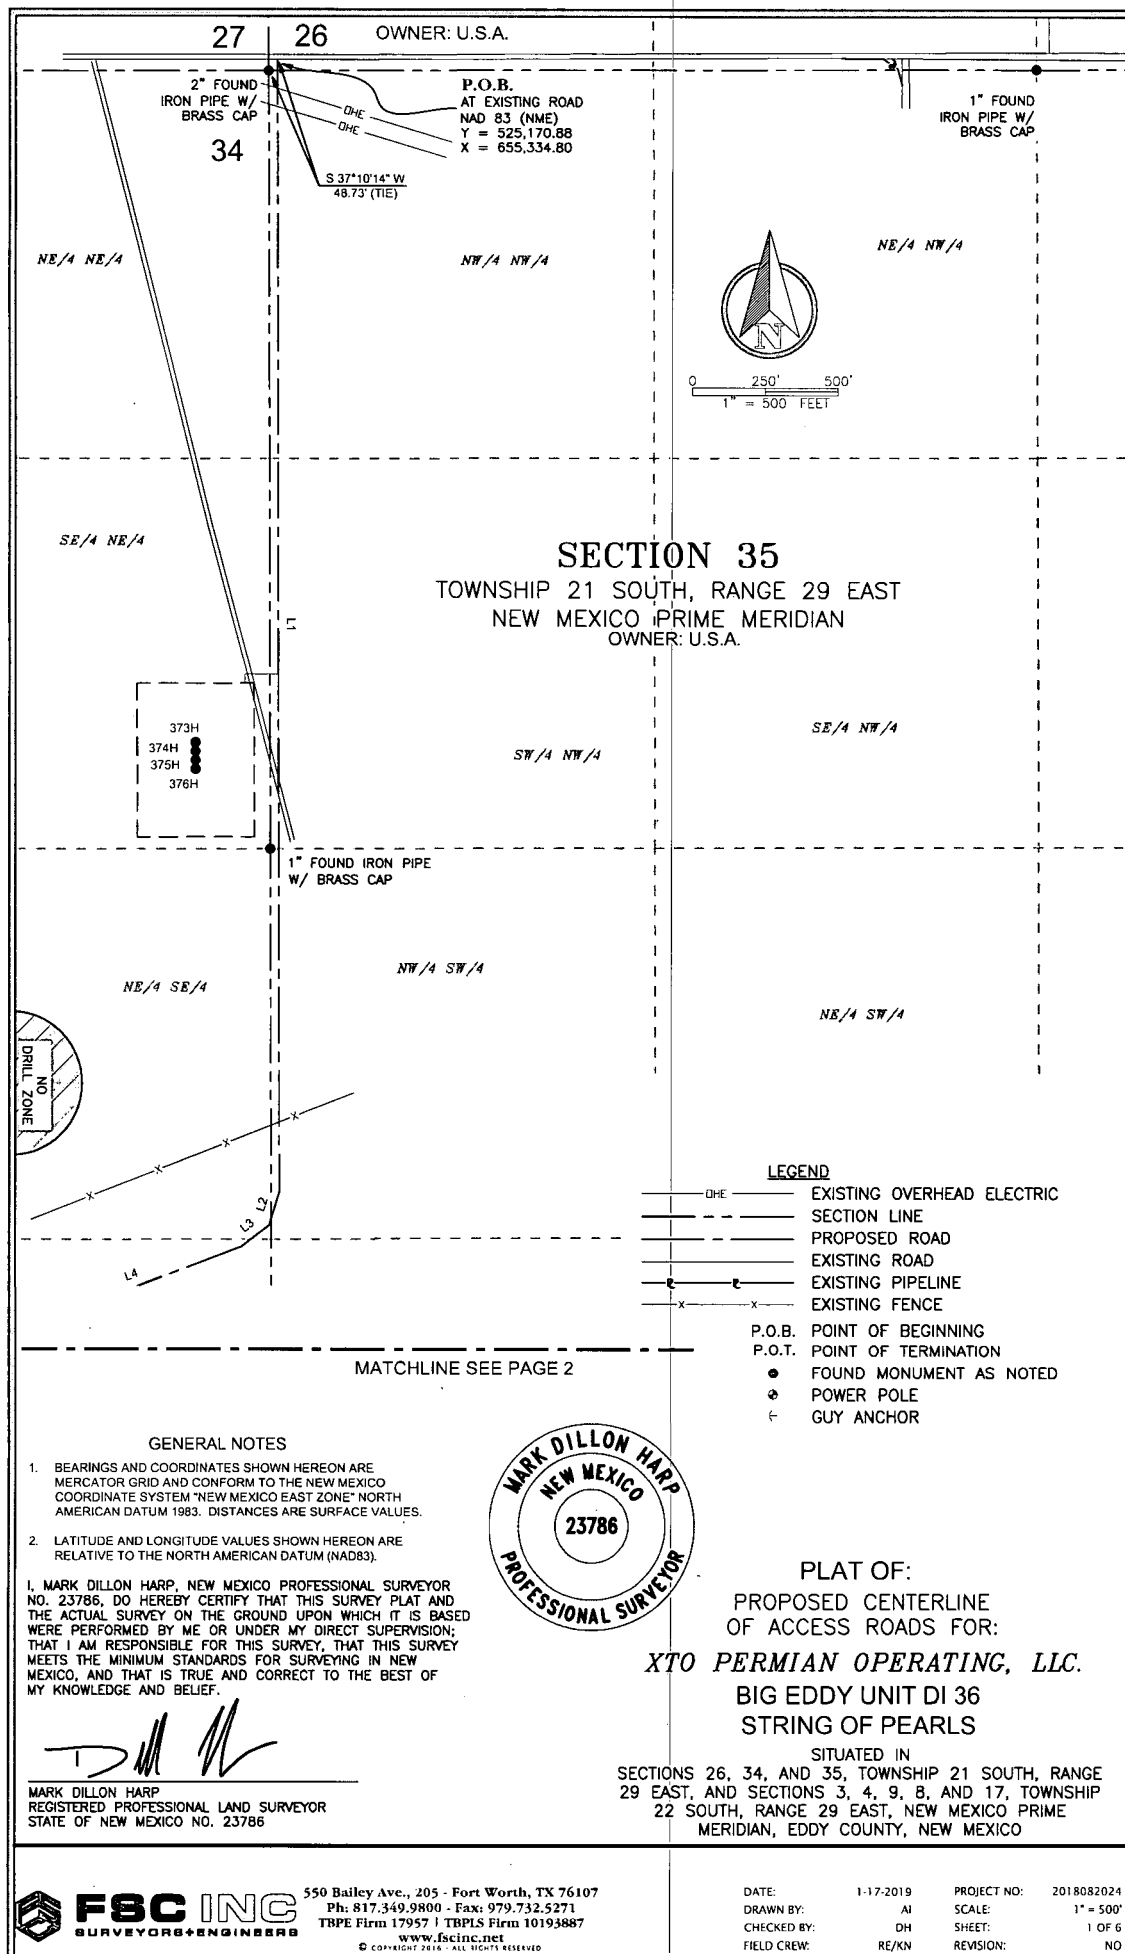 27 26
OWNER: U.S.A.
2" FOUND
IRON PIPE W/
BRASS CAP
34
OHE
OHE
P.O.B.
AT EXISTING ROAD
NAD 83 (NME)
Y = 525,170.88
X = 655,334.80
S 37°10'14" W
48.73' (TIE)
1" FOUND
IRON PIPE W/
BRASS CAP
NE/4 NE/4
NW/4 NW/4
NE/4 NW/4
N
0 250' 500'
1" = 500 FEET
SE/4 NE/4
SECTION 35
TOWNSHIP 21 SOUTH, RANGE 29 EAST
NEW MEXICO PRIME MERIDIAN
OWNER: U.S.A.
L1
373H
374H
375H
376H
SW/4 NW/4
SE/4 NW/4
1" FOUND IRON PIPE
W/ BRASS CAP
NE/4 SE/4
NW/4 SW/4
NE/4 SW/4
NO
DRILL ZONE
X X X X
L2
L3
L4
LEGEND
OHE EXISTING OVERHEAD ELECTRIC
SECTION LINE
PROPOSED ROAD
EXISTING ROAD
EXISTING PIPELINE
X X EXISTING FENCE
P.O.B. POINT OF BEGINNING
P.O.T. POINT OF TERMINATION
FOUND MONUMENT AS NOTED
POWER POLE
GUY ANCHOR
MATCHLINE SEE PAGE 2
GENERAL NOTES
1. BEARINGS AND COORDINATES SHOWN HEREON ARE
MERCATOR GRID AND CONFORM TO THE NEW MEXICO
COORDINATE SYSTEM "NEW MEXICO EAST ZONE" NORTH
AMERICAN DATUM 1983. DISTANCES ARE SURFACE VALUES.
2. LATITUDE AND LONGITUDE VALUES SHOWN HEREON ARE
RELATIVE TO THE NORTH AMERICAN DATUM (NAD83).
I, MARK DILLON HARP, NEW MEXICO PROFESSIONAL SURVEYOR
NO. 23786, DO HEREBY CERTIFY THAT THIS SURVEY PLAT AND
THE ACTUAL SURVEY ON THE GROUND UPON WHICH IT IS BASED
WERE PERFORMED BY ME OR UNDER MY DIRECT SUPERVISION;
THAT I AM RESPONSIBLE FOR THIS SURVEY, THAT THIS SURVEY
MEETS THE MINIMUM STANDARDS FOR SURVEYING IN NEW
MEXICO, AND THAT IS TRUE AND CORRECT TO THE BEST OF
MY KNOWLEDGE AND BELIEF.
MARK DILLON HARP
REGISTERED PROFESSIONAL LAND SURVEYOR
STATE OF NEW MEXICO NO. 23786
MARK DILLON HARP
NEW MEXICO
23786
PROFESSIONAL SURVEYOR
PLAT OF:
PROPOSED CENTERLINE
OF ACCESS ROADS FOR:
XTO PERMIAN OPERATING, LLC.
BIG EDDY UNIT DI 36
STRING OF PEARLS
SITUATED IN
SECTIONS 26, 34, AND 35, TOWNSHIP 21 SOUTH, RANGE
29 EAST, AND SECTIONS 3, 4, 9, 8, AND 17, TOWNSHIP
22 SOUTH, RANGE 29 EAST, NEW MEXICO PRIME
MERIDIAN, EDDY COUNTY, NEW MEXICO
FSC INC
SURVEYORS+ENGINEERS
550 Bailey Ave., 205 - Fort Worth, TX 76107
Ph: 817.349.9800 - Fax: 979.732.5271
TBPE Firm 17957 | TBPLS Firm 10193887
www.fscinc.net
© COPYRIGHT 2016 - ALL RIGHTS RESERVED
DATE: 1-17-2019 PROJECT NO: 2018082024
DRAWN BY: AI SCALE: 1" = 500'
CHECKED BY: DH SHEET: 1 OF 6
FIELD CREW: RE/KN REVISION: NO